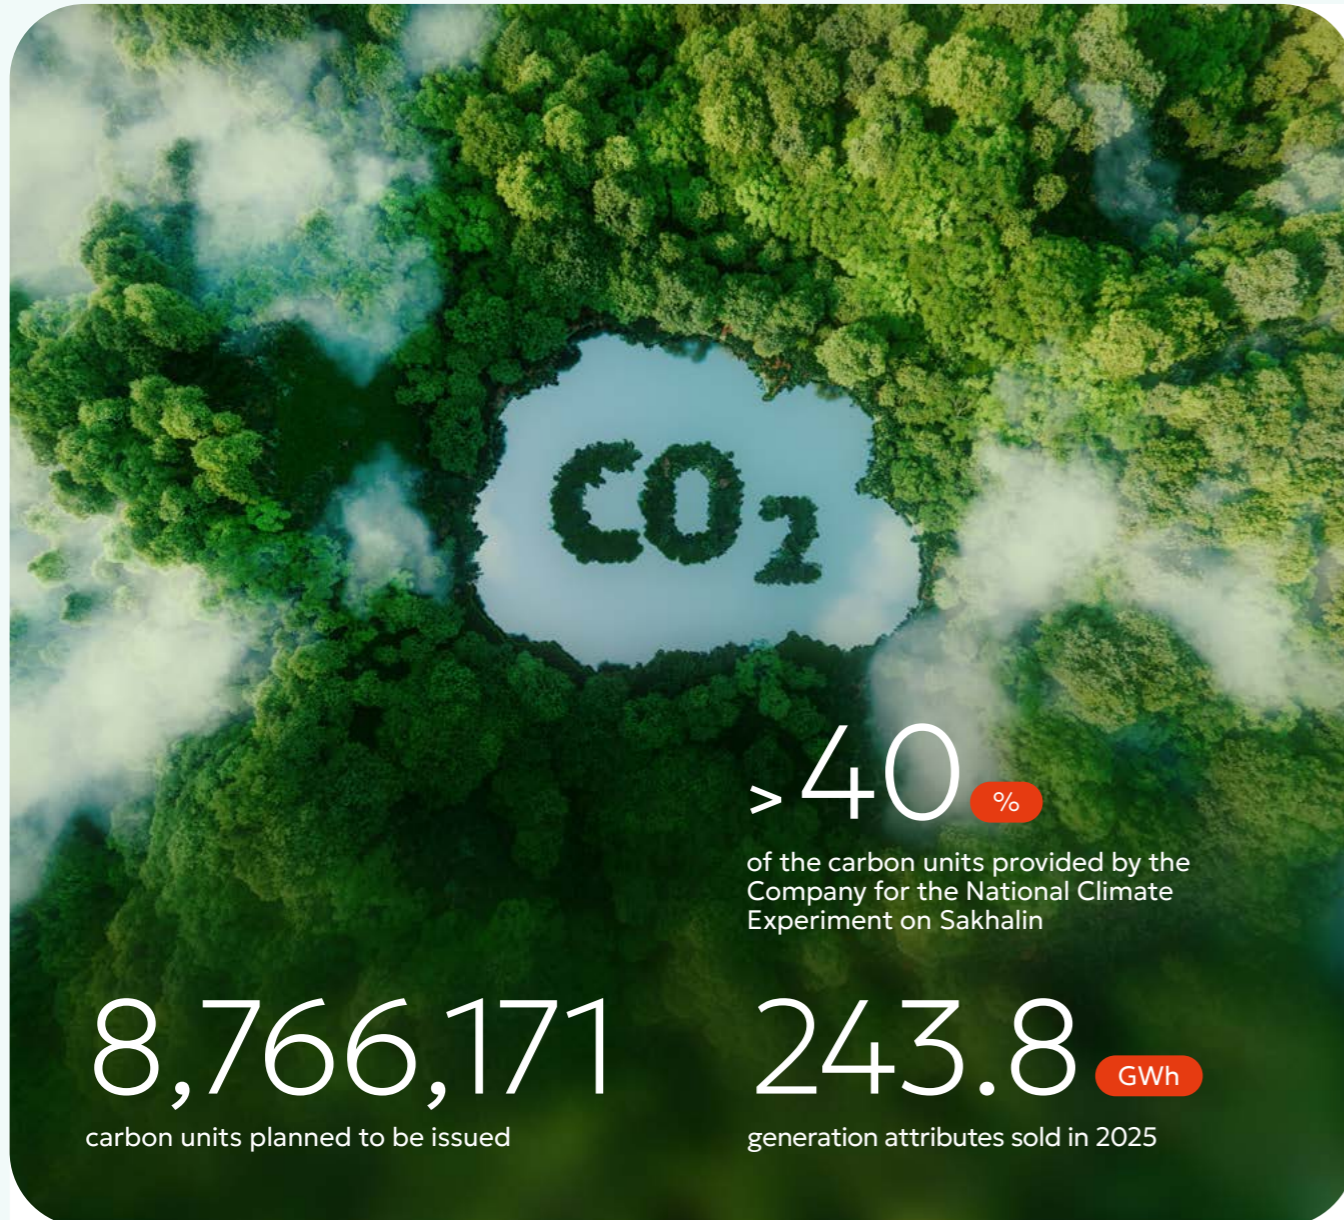 CO₂
> 40 %
of the carbon units provided by the
Company for the National Climate
Experiment on Sakhalin
8,766,171
carbon units planned to be issued
243.8 GWh
generation attributes sold in 2025